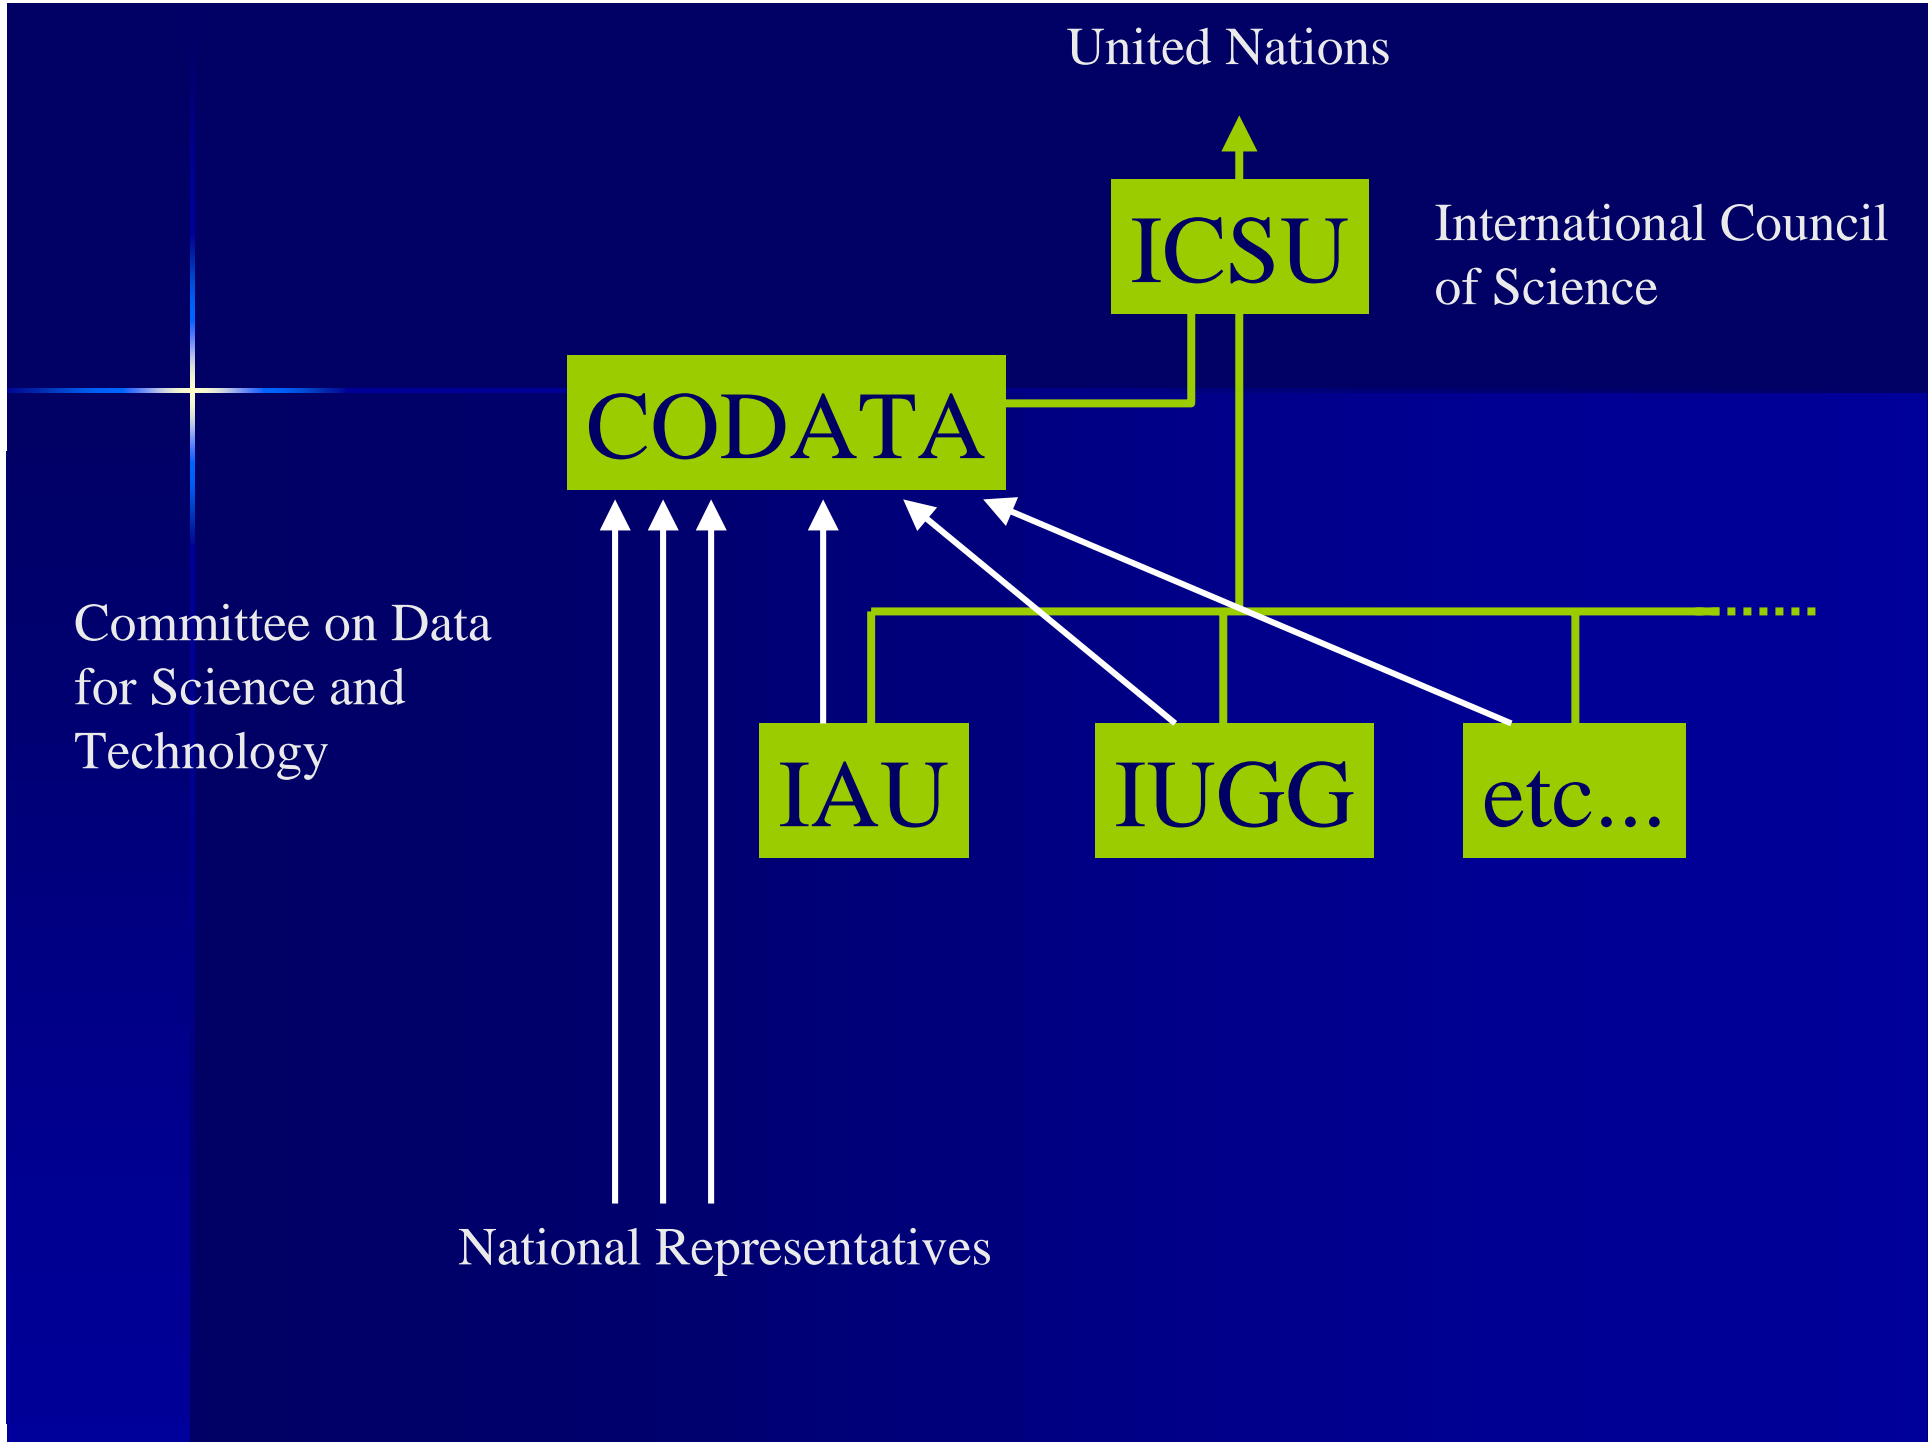 United Nations
ICSU
International Council
of Science
CODATA
Committee on Data
for Science and
Technology
IAU
IUGG
etc...
National Representatives